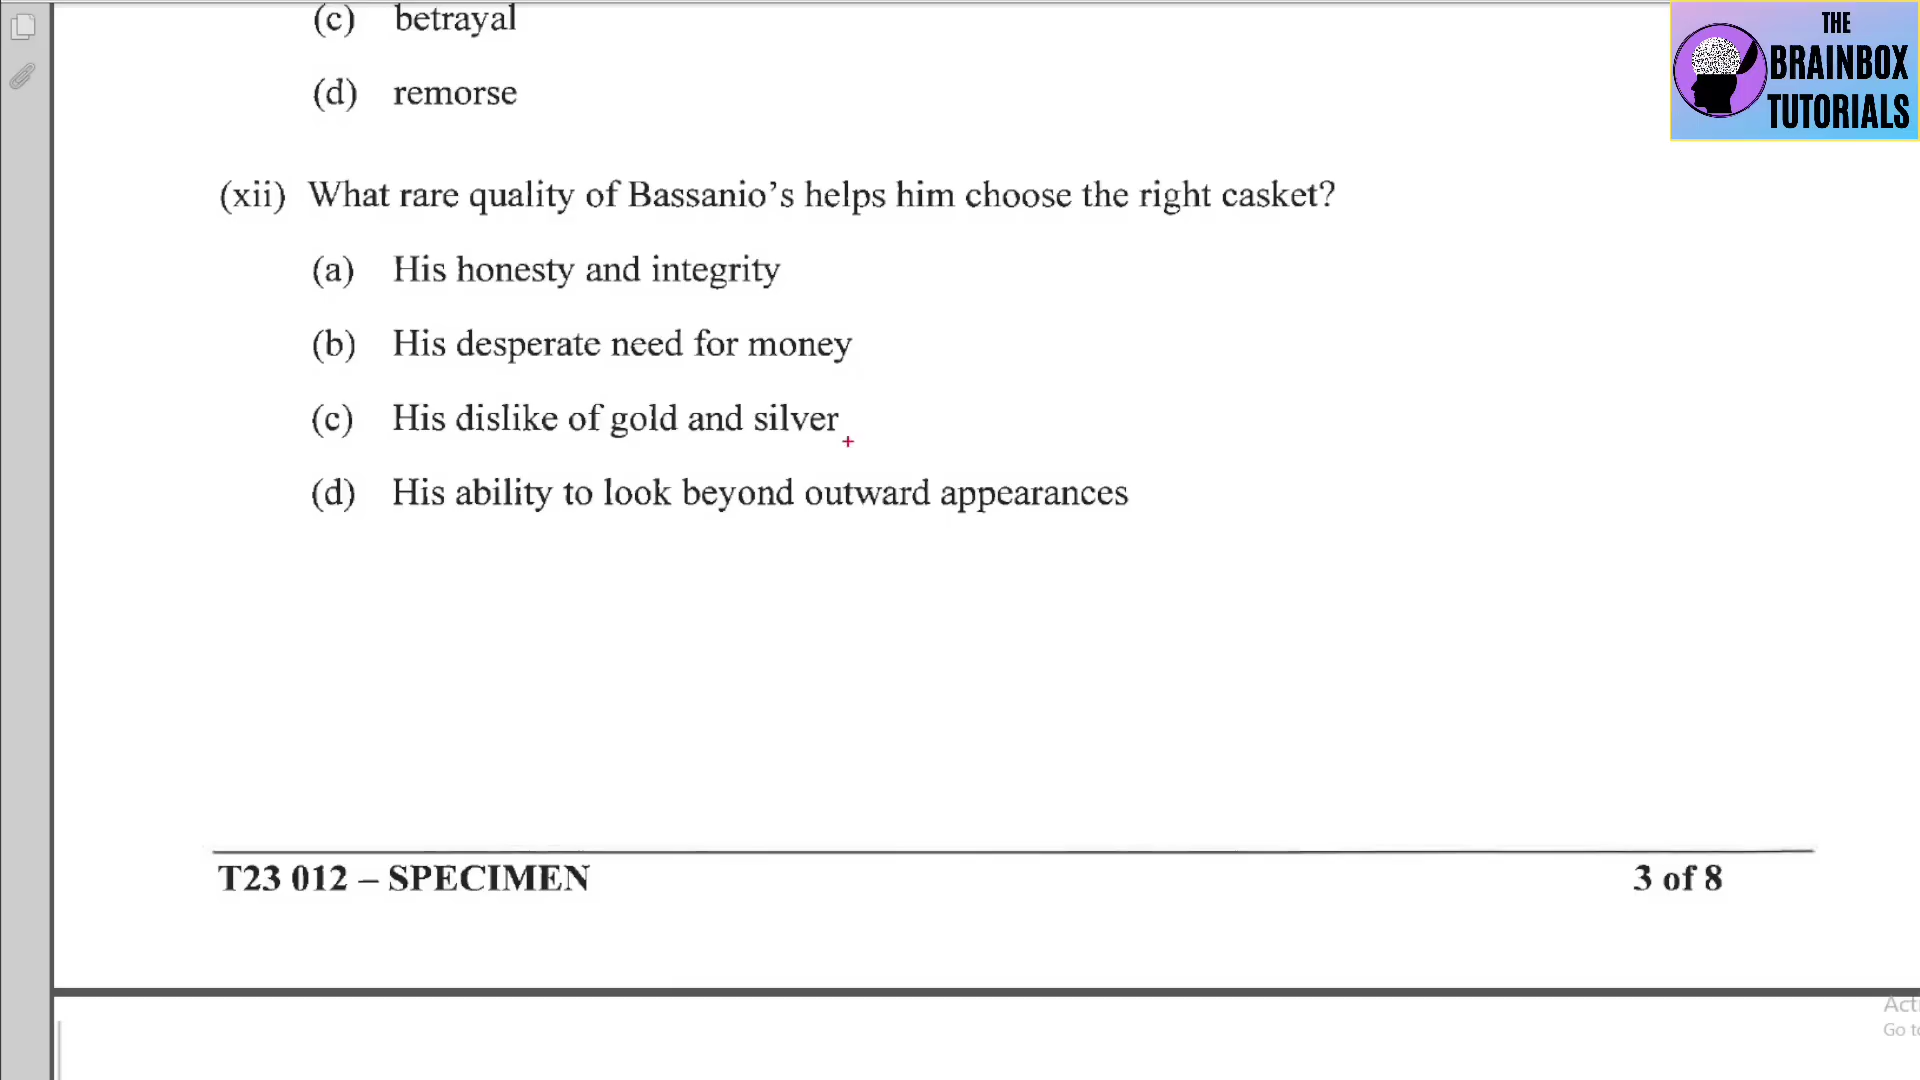 (c) betrayal
THE
BRAINBOX
TUTORIALS
(d) remorse
(xii) What rare quality of Bassanio’s helps him choose the right casket?
(a) His honesty and integrity
(b) His desperate need for money
(c) His dislike of gold and silver
(d) His ability to look beyond outward appearances
T23 012 – SPECIMEN
3 of 8